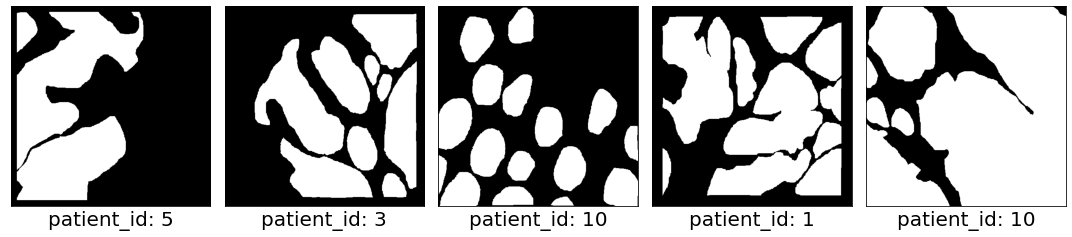 patient_id: 5
patient_id: 3
patient_id: 10
patient_id: 1
patient_id: 10